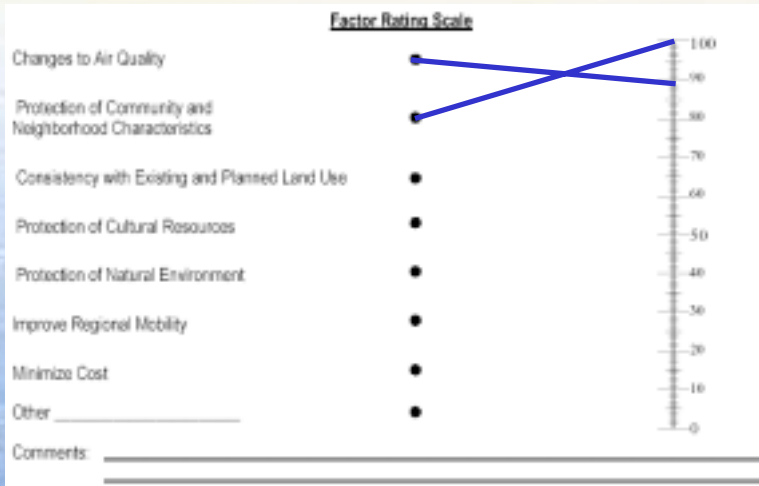 Factor Rating Scale
Changes to Air Quality
Protection of Community and
Neighborhood Characteristics
Consistency with Existing and Planned Land Use
Protection of Cultural Resources
Protection of Natural Environment
Improve Regional Mobility
Minimize Cost
Other ____________________
Comments:
100
90
80
70
60
50
40
30
20
10
0